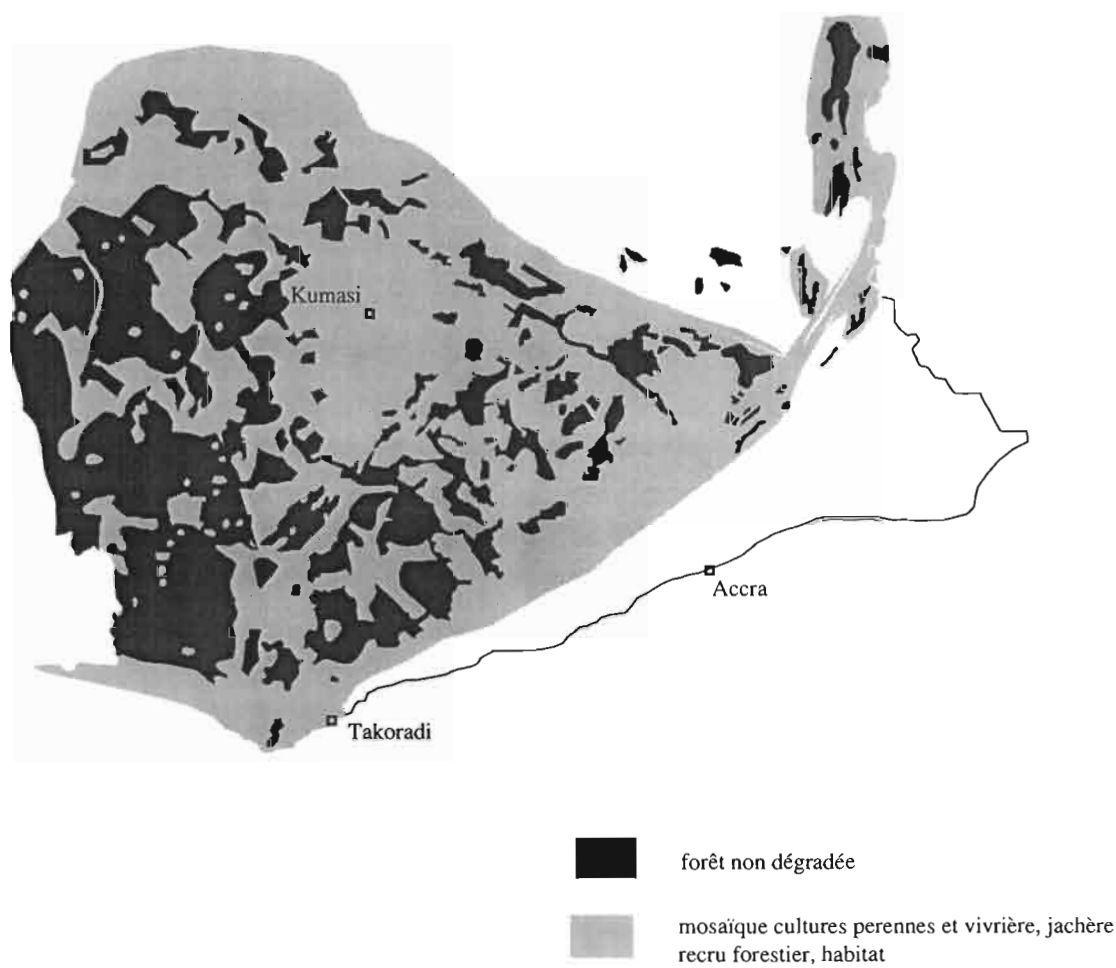 Kumasi
Accra
Takoradi
forêt non dégradée
mosaïque cultures perennes et vivrière, jachère
recru forestier, habitat